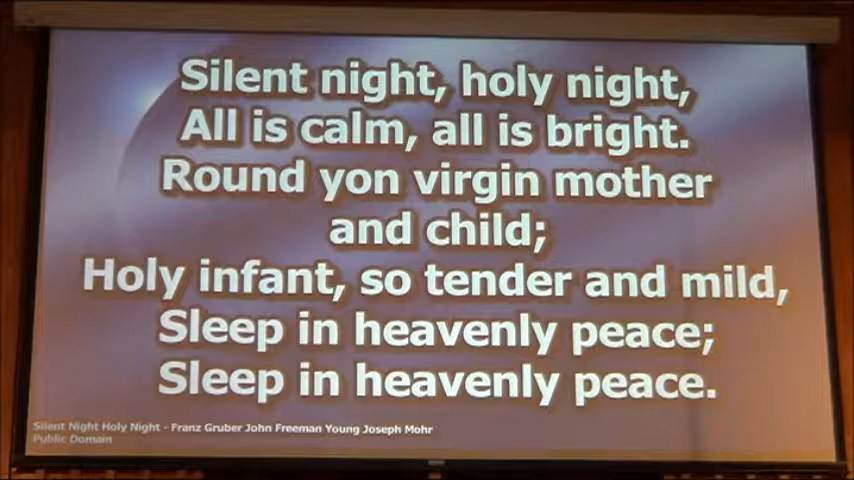 Silent night, holy night,
All is calm, all is bright.
Round yon virgin mother
and child;
Holy infant, so tender and mild,
Sleep in heavenly peace;
Sleep in heavenly peace.
Silent Night Holy Night - Franz Gruber John Freeman Young Joseph Mohr
Public Domain